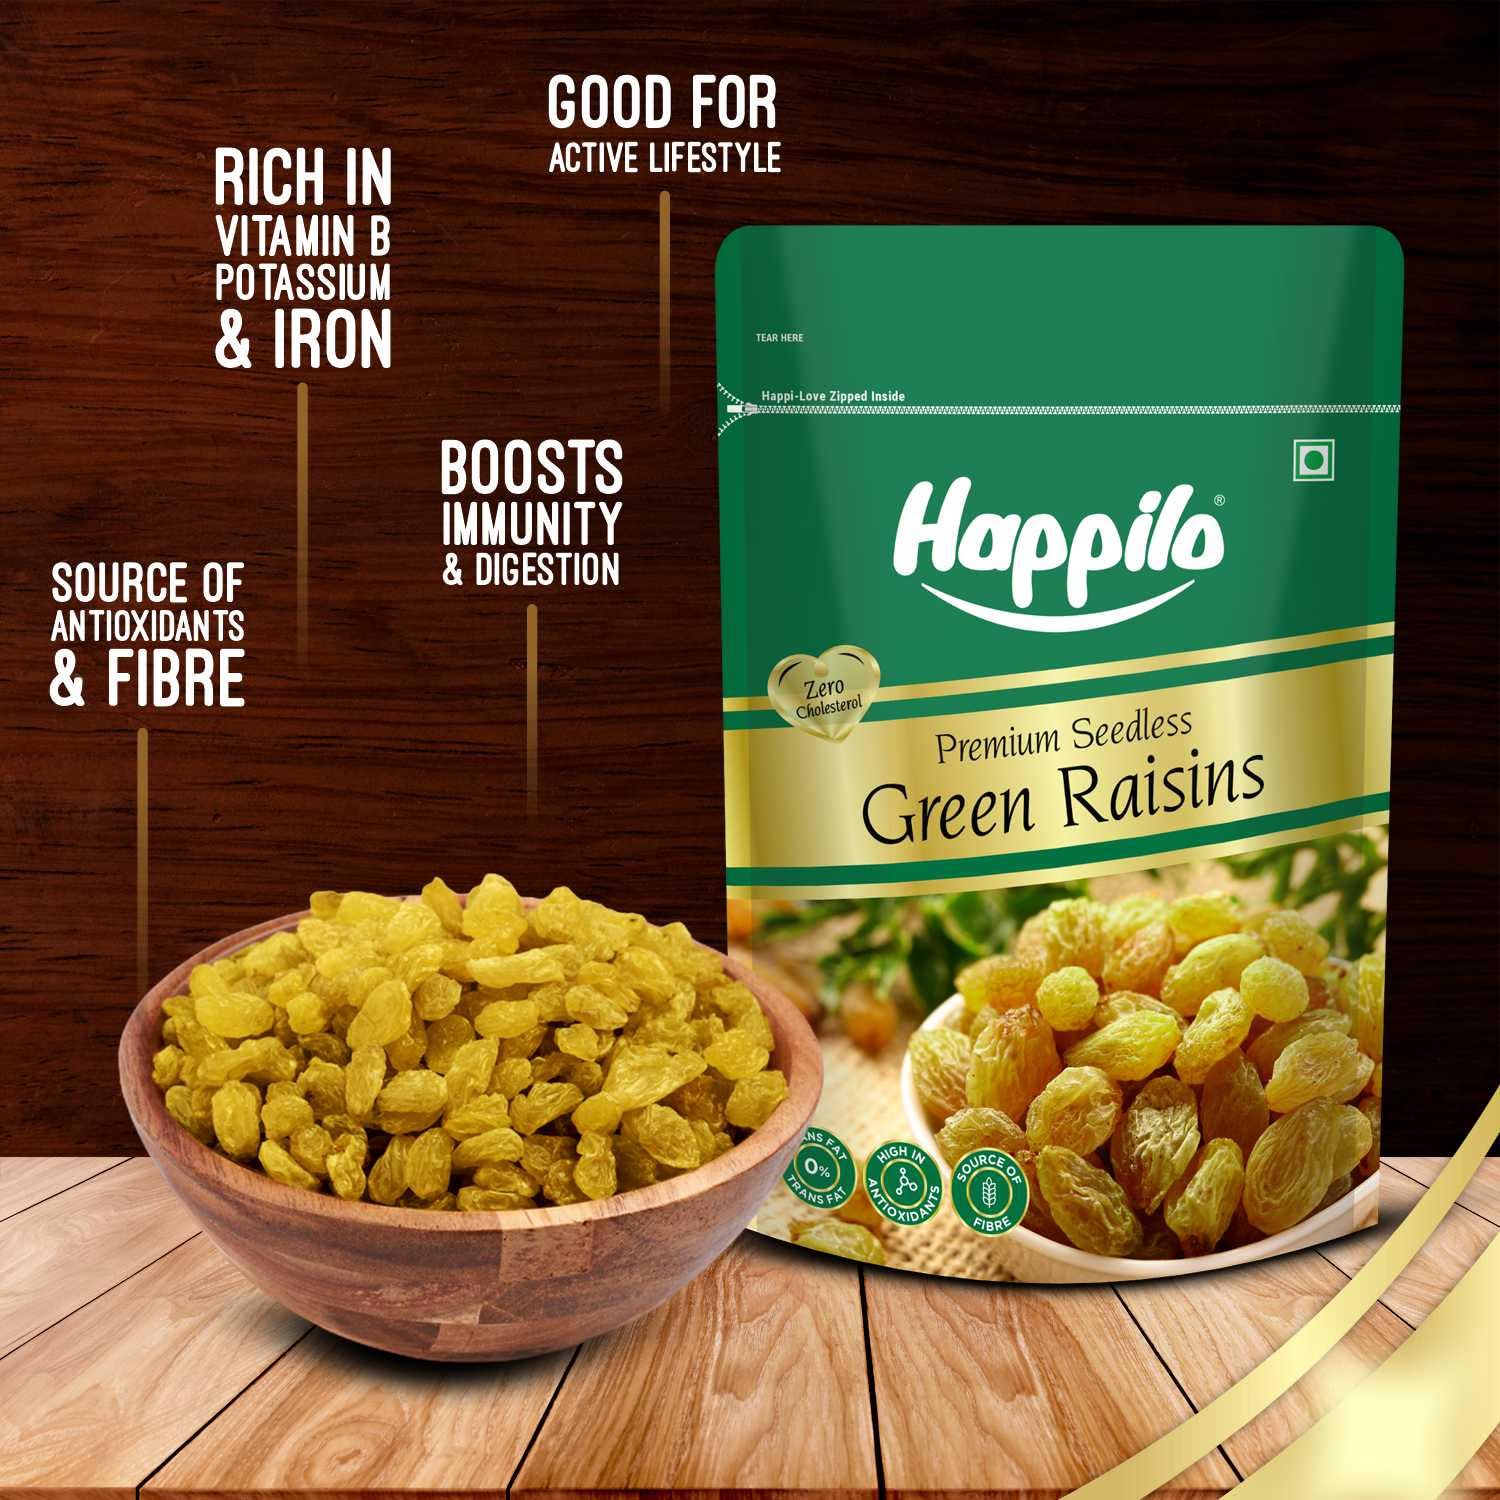 GOOD FOR
ACTIVE LIFESTYLE
RICH IN
VITAMIN B
POTASSIUM
& IRON
BOOSTS
IMMUNITY
& DIGESTION
SOURCE OF
ANTIOXIDANTS
& FIBRE
TEAR HERE
Happi-Love Zipped Inside
Happilo®
Zero
Cholesterol
Premium Seedless
Green Raisins
0%
TRANS FAT
HIGH IN
ANTIOXIDANTS
SOURCE OF
FIBRE